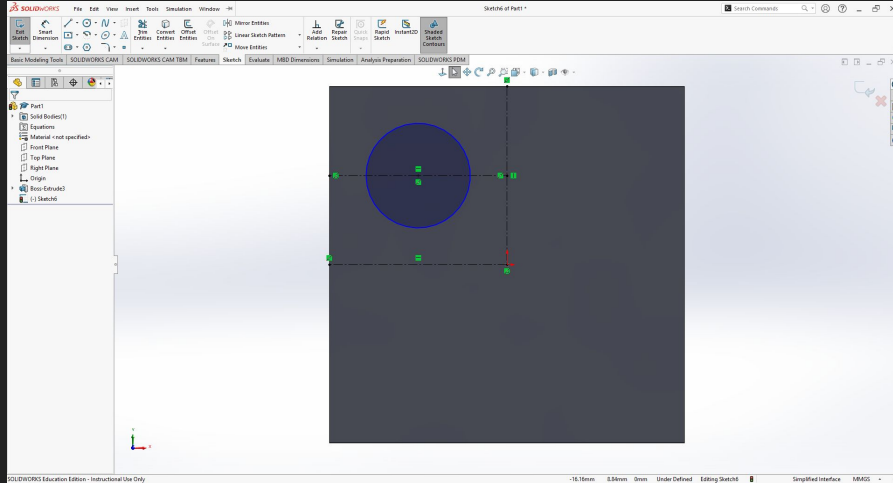 SOLIDWORKS
File Edit View Insert Tools Simulation Window
Sketch6 of Part1 *
Search Commands
Exit Sketch
Smart Dimension
Trim Entities
Convert Entities
Offset Entities
Offset On Surface
Mirror Entities
Linear Sketch Pattern
Move Entities
Add Relation
Repair Sketch
Quick Snaps
Rapid Sketch
Instant2D
Shaded Sketch Contours
Basic Modeling Tools SOLIDWORKS CAM SOLIDWORKS CAM TBM Features Sketch Evaluate MBD Dimensions Simulation Analysis Preparation SOLIDWORKS PDM
Part1
Solid Bodies(1)
Equations
Material <not specified>
Front Plane
Top Plane
Right Plane
Origin
Boss-Extrude3
(-) Sketch6
SOLIDWORKS Education Edition - Instructional Use Only
-16.16mm 8.84mm 0mm Under Defined Editing Sketch6 Simplified Interface MMGS